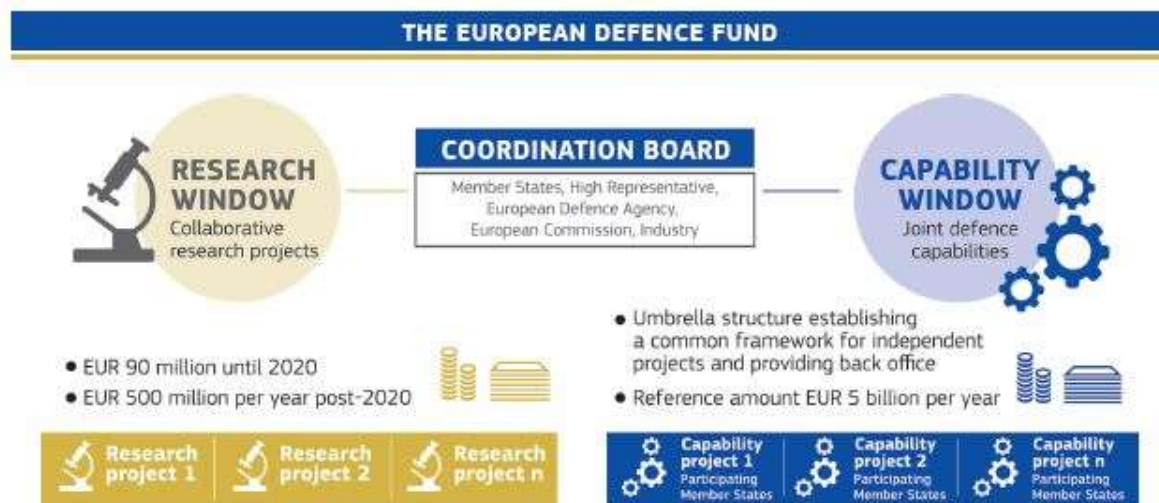 THE EUROPEAN DEFENCE FUND
RESEARCH
WINDOW
Collaborative
research projects
COORDINATION BOARD
Member States, High Representative,
European Defence Agency,
European Commission, Industry
CAPABILITY
WINDOW
Joint defence
capabilities
• EUR 90 million until 2020
• EUR 500 million per year post-2020
• Umbrella structure establishing
a common framework for independent
projects and providing back office
• Reference amount EUR 5 billion per year
Research
project 1
Research
project 2
Research
project n
Capability
project 1
Participating
Member States
Capability
project 2
Participating
Member States
Capability
project n
Participating
Member States